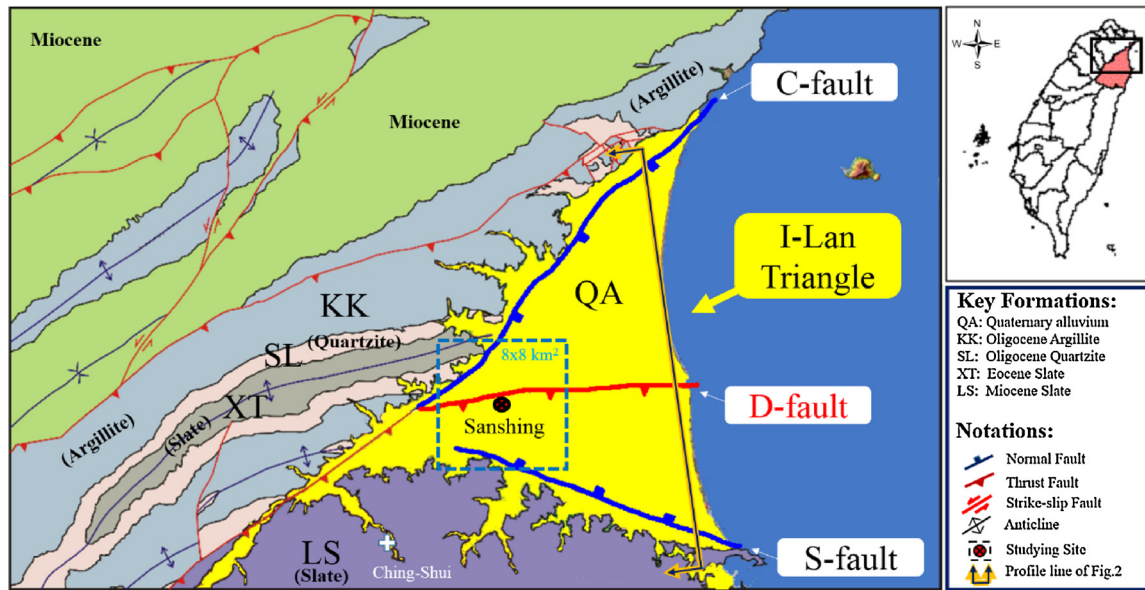 Miocene
Miocene
(Argillite)
C-fault
I-Lan
Triangle
KK
QA
(Quartzite)
SL
8x8 km²
XT
(Slate)
(Argillite)
Sanshing
D-fault
LS
(Slate)
Ching-Shui
S-fault
N
W
E
S
Key Formations:
QA: Quaternary alluvium
KK: Oligocene Argillite
SL: Oligocene Quartzite
XT: Eocene Slate
LS: Miocene Slate
Notations:
Normal Fault
Thrust Fault
Strike-slip Fault
Anticline
Studying Site
Profile line of Fig.2